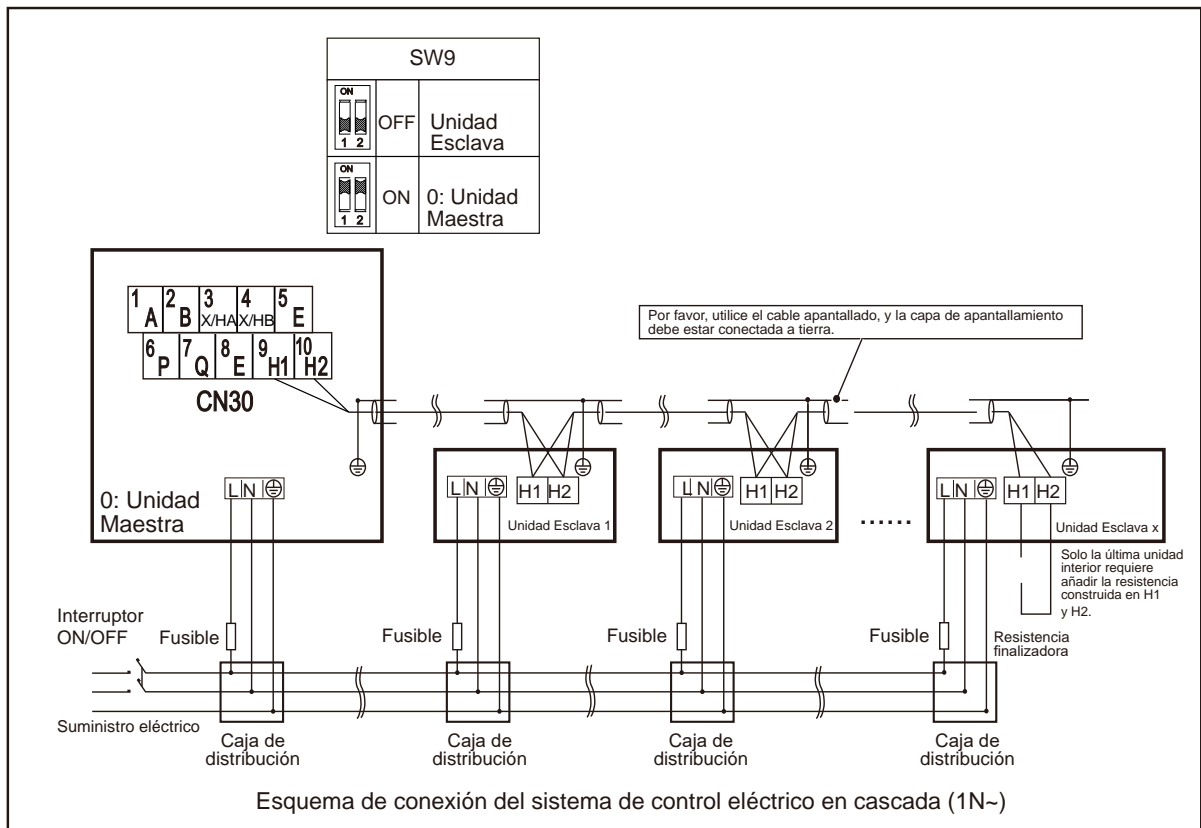 SW9
ON
1 2
OFF
Unidad
Esclava
ON
1 2
ON
0: Unidad
Maestra
1 A 2 B 3 X/HA 4 X/HB 5 E
6 P 7 Q 8 E 9 H1 10 H2
CN30
Por favor, utilice el cable apantallado, y la capa de apantallamiento
debe estar conectada a tierra.
0: Unidad
Maestra
L N
L N
H1 H2
Unidad Esclava 1
L N
H1 H2
Unidad Esclava 2
......
L N
H1 H2
Unidad Esclava x
Solo la última unidad
interior requiere
añadir la resistencia
construida en H1
y H2.
Resistencia
finalizadora
Interruptor
ON/OFF
Fusible
Fusible
Fusible
Fusible
Suministro eléctrico
Caja de
distribución
Caja de
distribución
Caja de
distribución
Caja de
distribución
Esquema de conexión del sistema de control eléctrico en cascada (1N~)